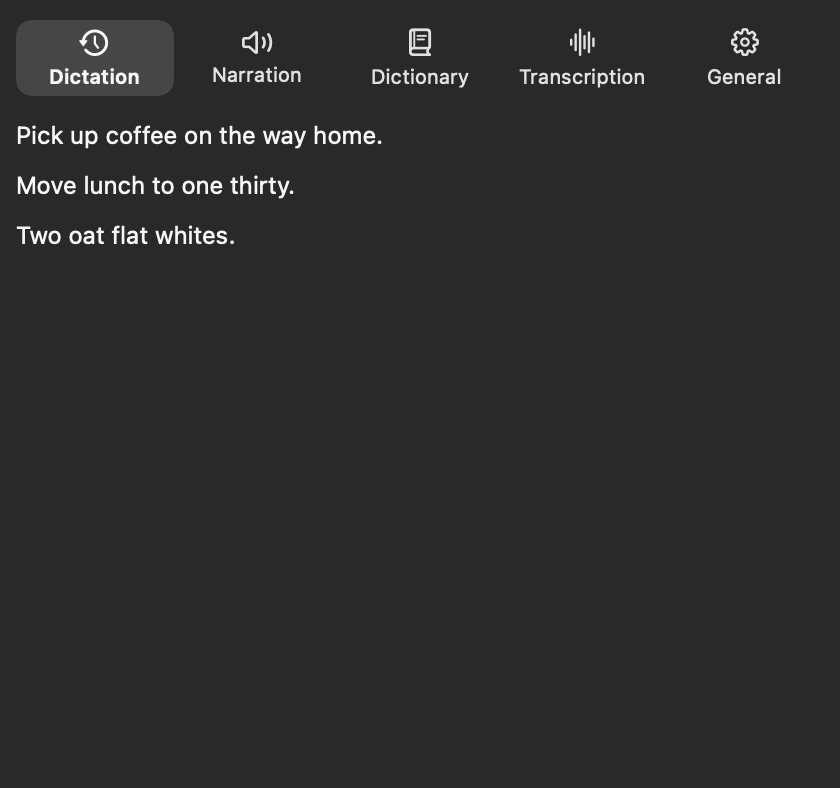 Dictation Narration Dictionary Transcription General
Pick up coffee on the way home.
Move lunch to one thirty.
Two oat flat whites.